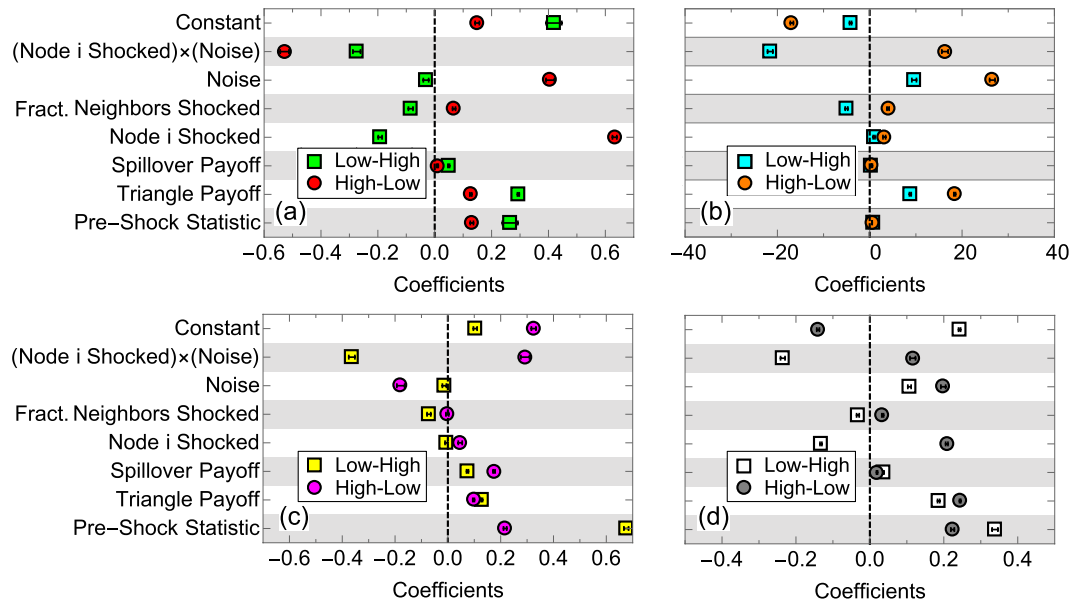 Constant
(Node i Shocked)×(Noise)
Noise
Fract. Neighbors Shocked
Node i Shocked
Spillover Payoff
Triangle Payoff
Pre−Shock Statistic
Low-High
High-Low
(a)
−0.6 −0.4 −0.2 0.0 0.2 0.4 0.6
Coefficients
Low-High
High-Low
(b)
−40 −20 0 20 40
Coefficients
Constant
(Node i Shocked)×(Noise)
Noise
Fract. Neighbors Shocked
Node i Shocked
Spillover Payoff
Triangle Payoff
Pre−Shock Statistic
Low-High
High-Low
(c)
−0.6 −0.4 −0.2 0.0 0.2 0.4 0.6
Coefficients
Low-High
High-Low
(d)
−0.4 −0.2 0.0 0.2 0.4
Coefficients